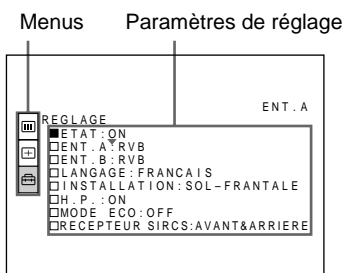 Menus Paramètres de réglage
ENT.A
REGLAGE
ETAT:ON
ENT.A:RVB
ENT.B:RVB
LANGAGE:FRANCAIS
INSTALLATION:SOL–FRANTALE
H.P.:ON
MODE ECO:OFF
RECEPTEUR SIRCS:AVANT&ARRIERE